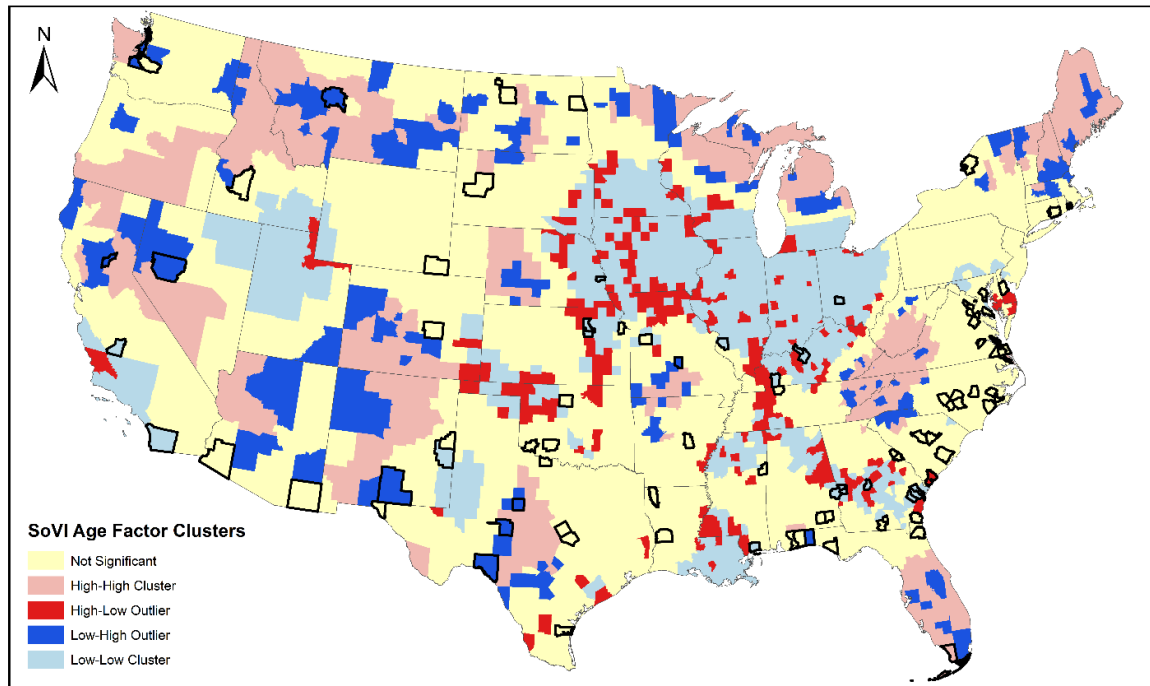 N
SoVI Age Factor Clusters
Not Significant
High-High Cluster
High-Low Outlier
Low-High Outlier
Low-Low Cluster